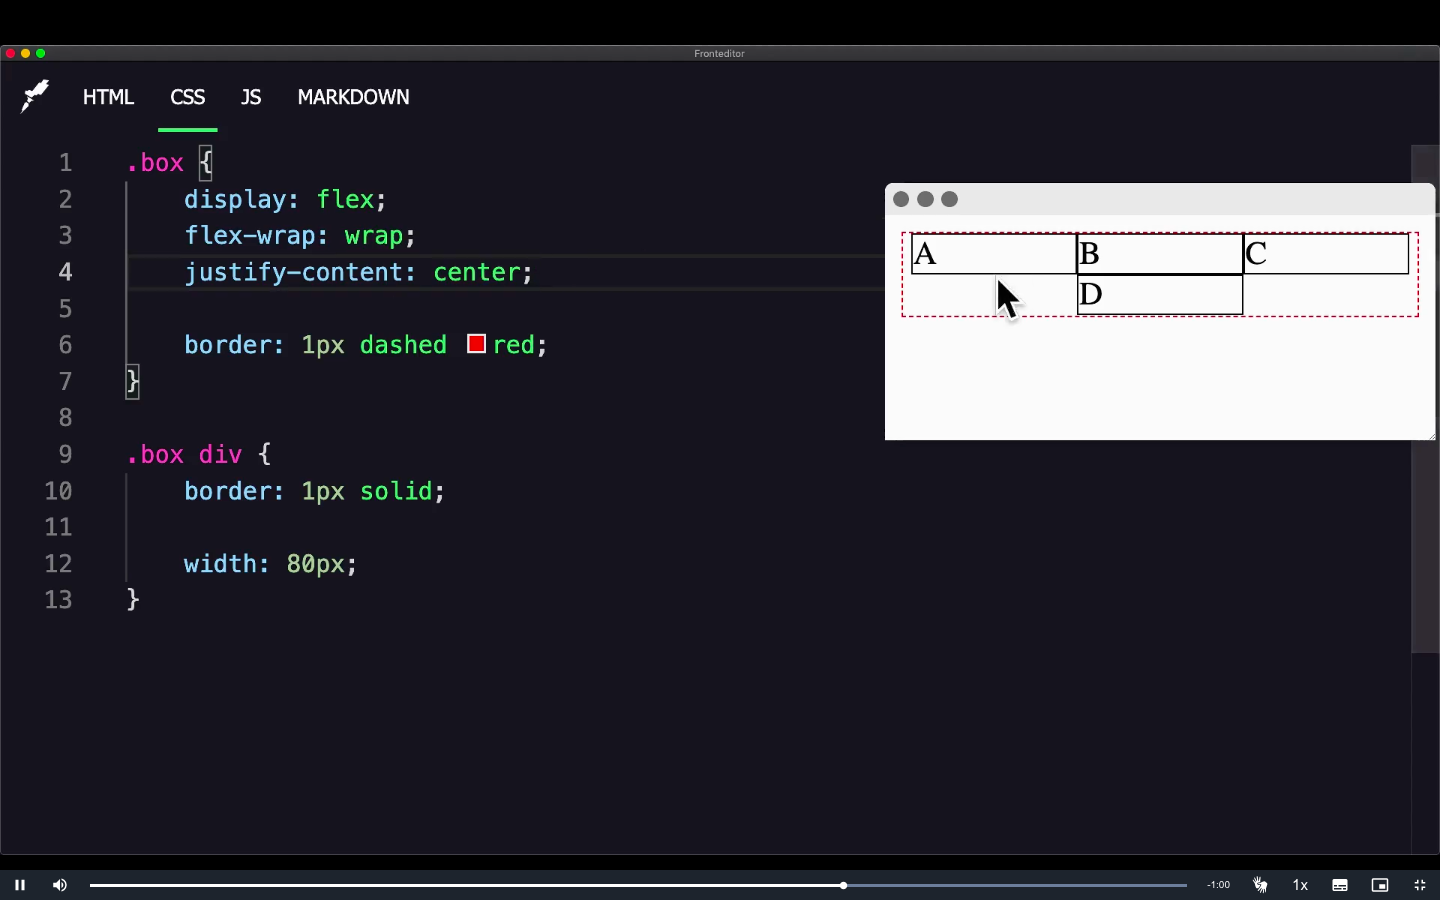 Fronteditor
HTML CSS JS MARKDOWN
1 .box {
2 display: flex;
3 flex-wrap: wrap;
4 justify-content: center;
5
6 border: 1px dashed red;
7 }
8
9 .box div {
10 border: 1px solid;
11
12 width: 80px;
13 }
A B C
D
-1:00 1x